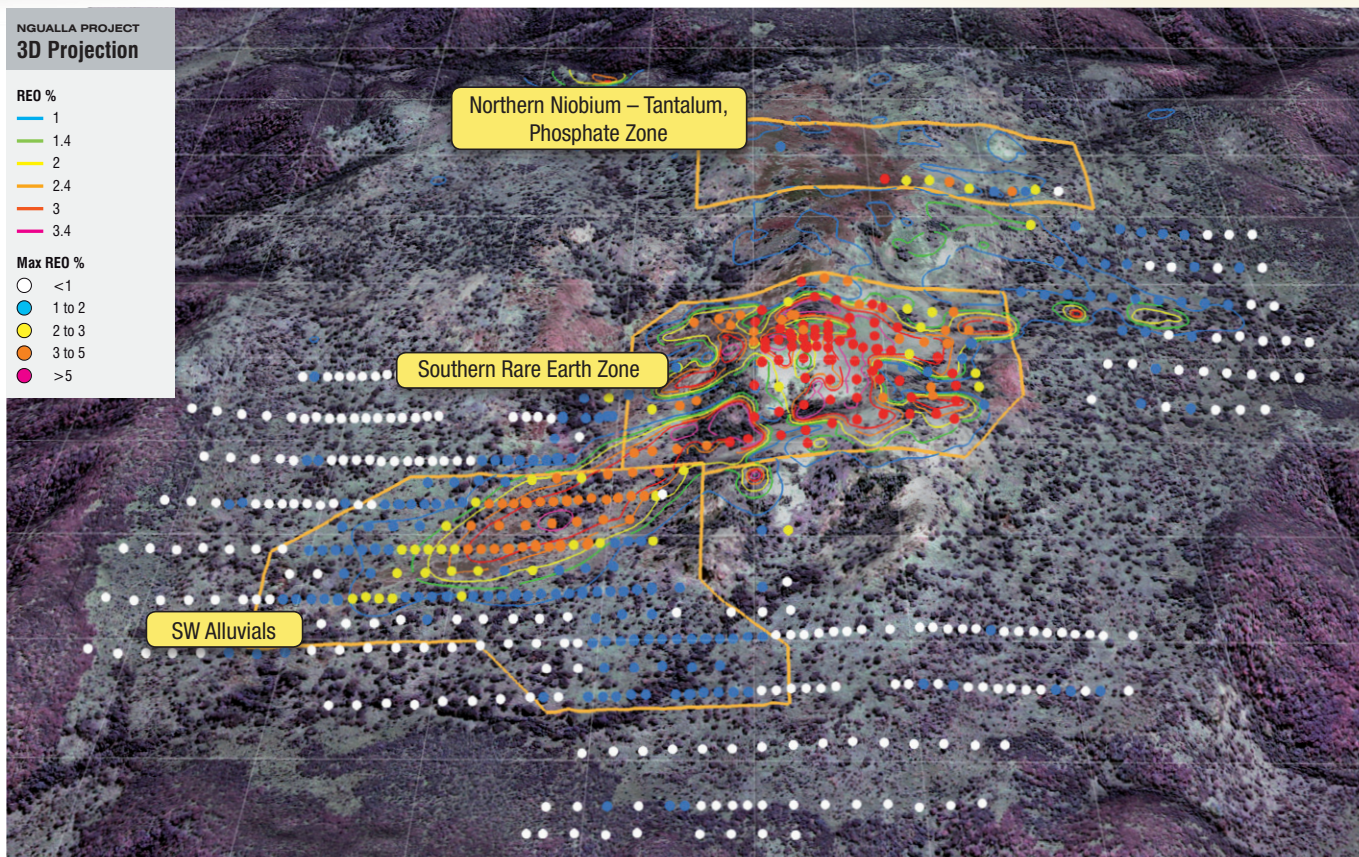 NGUALLA PROJECT
3D Projection
REO %
1
1.4
2
2.4
3
3.4
Max REO %
<1
1 to 2
2 to 3
3 to 5
>5
Northern Niobium – Tantalum,
Phosphate Zone
Southern Rare Earth Zone
SW Alluvials